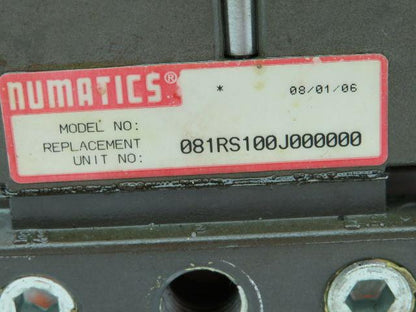 NUMATICS® * 08/01/06
MODEL NO:
REPLACEMENT 081RS100J000000
UNIT NO: